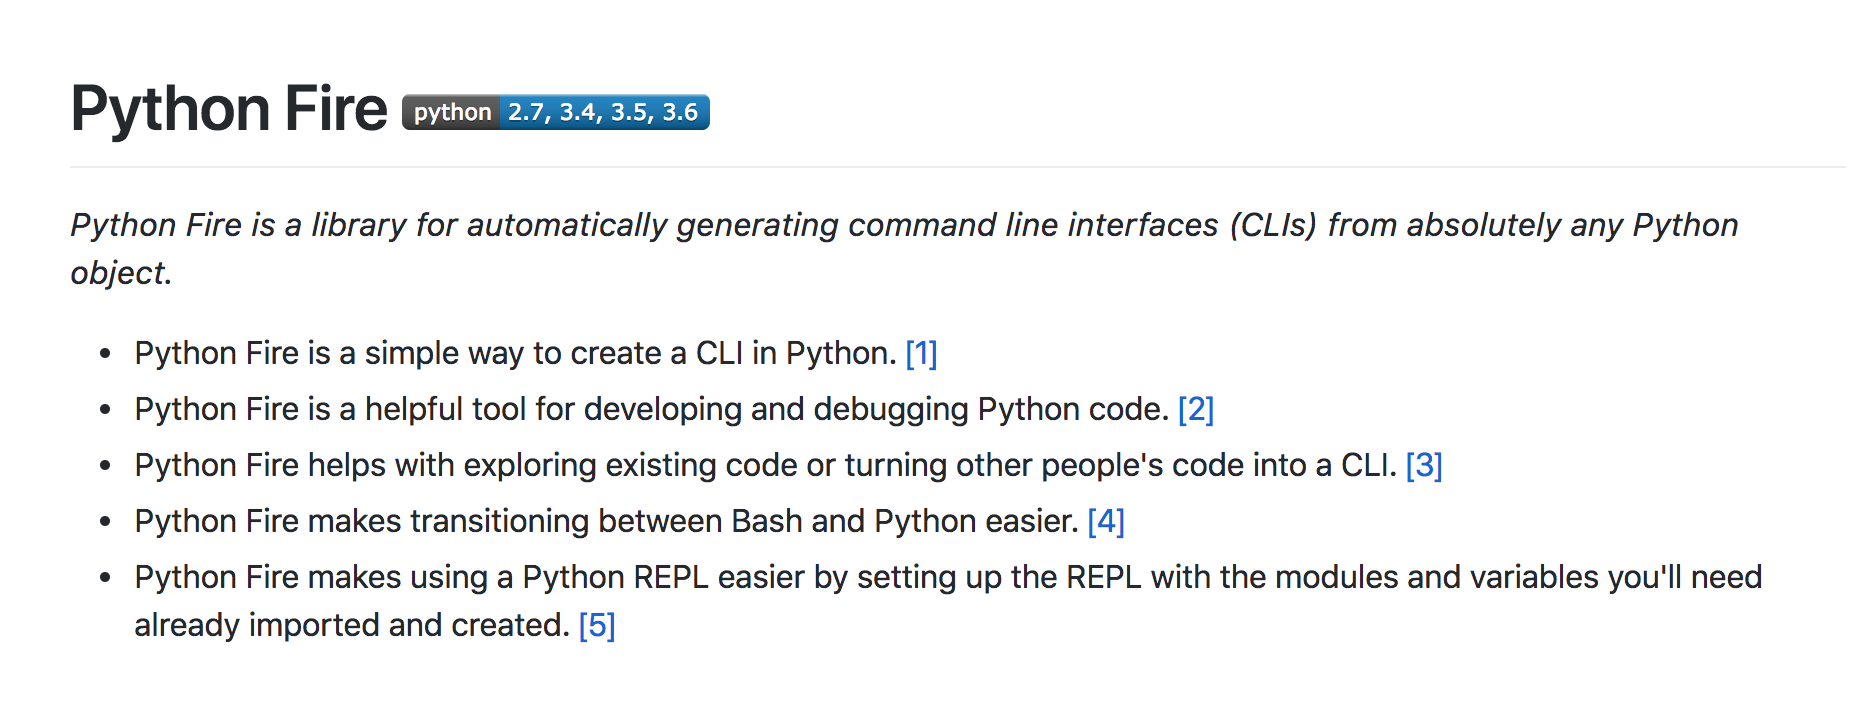 Python Fire python 2.7, 3.4, 3.5, 3.6
Python Fire is a library for automatically generating command line interfaces (CLIs) from absolutely any Python
object.
• Python Fire is a simple way to create a CLI in Python. [1]
• Python Fire is a helpful tool for developing and debugging Python code. [2]
• Python Fire helps with exploring existing code or turning other people's code into a CLI. [3]
• Python Fire makes transitioning between Bash and Python easier. [4]
• Python Fire makes using a Python REPL easier by setting up the REPL with the modules and variables you'll need
already imported and created. [5]